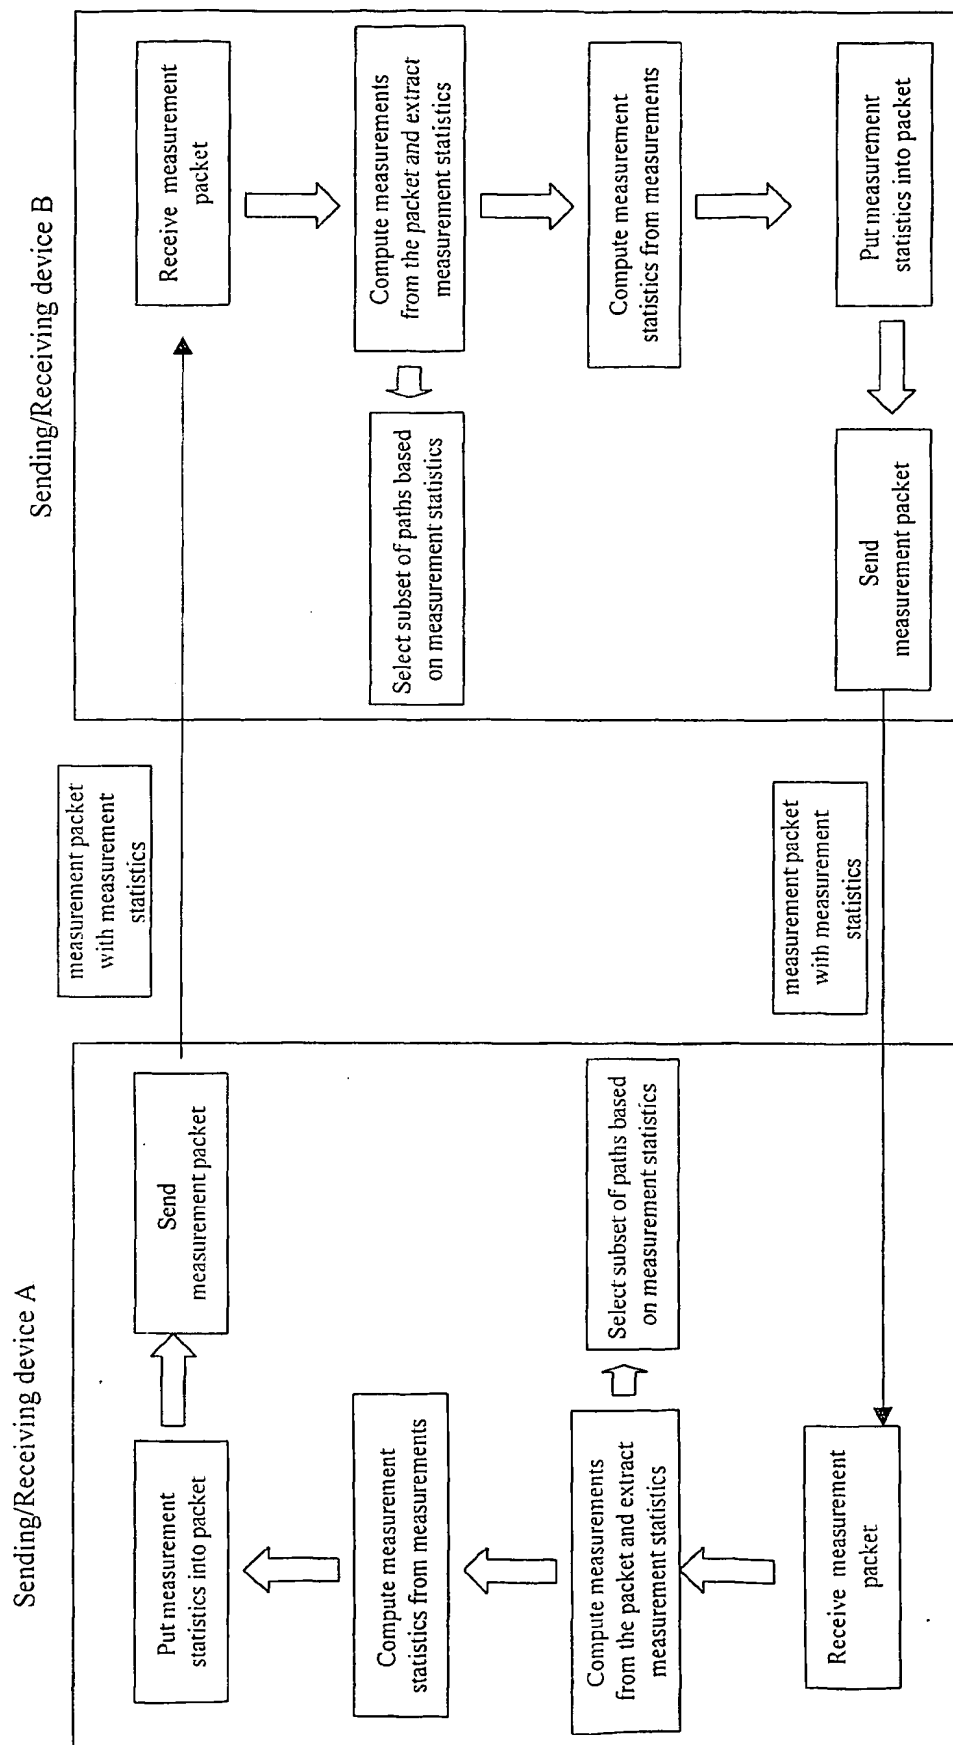 Sending/Receiving device A
Put measurement
statistics into packet
Send
measurement packet
Compute measurement
statistics from measurements
Compute measurements
from the packet and extract
measurement statistics
Select subset of paths based
on measurement statistics
Receive measurement
packet
measurement packet
with measurement
statistics
measurement packet
with measurement
statistics
Sending/Receiving device B
Receive measurement
packet
Compute measurements
from the packet and extract
measurement statistics
Select subset of paths based
on measurement statistics
Compute measurement
statistics from measurements
Put measurement
statistics into packet
Send
measurement packet